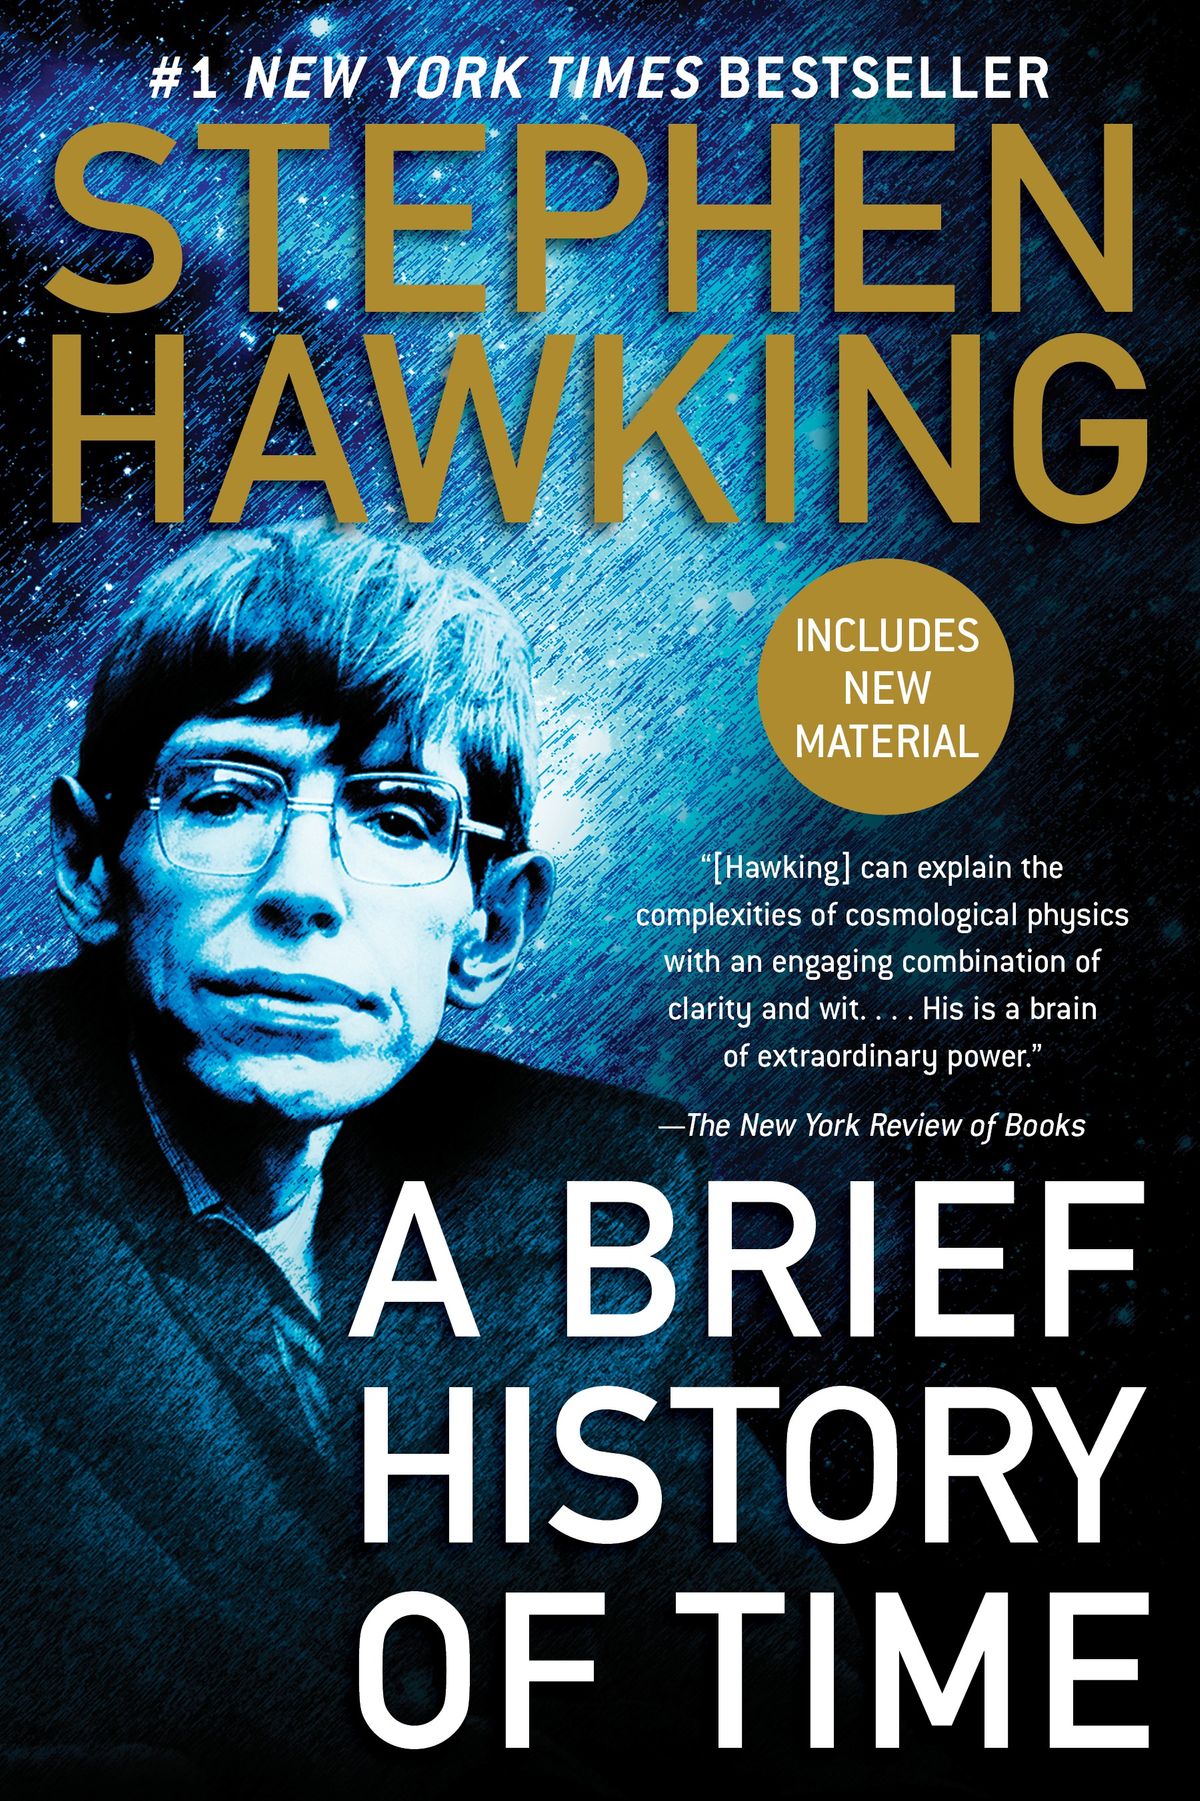 #1 NEW YORK TIMES BESTSELLER
STEPHEN
HAWKING
INCLUDES
NEW
MATERIAL
“[Hawking] can explain the
complexities of cosmological physics
with an engaging combination of
clarity and wit. . . . His is a brain
of extraordinary power.”
—The New York Review of Books
A BRIEF
HISTORY
OF TIME